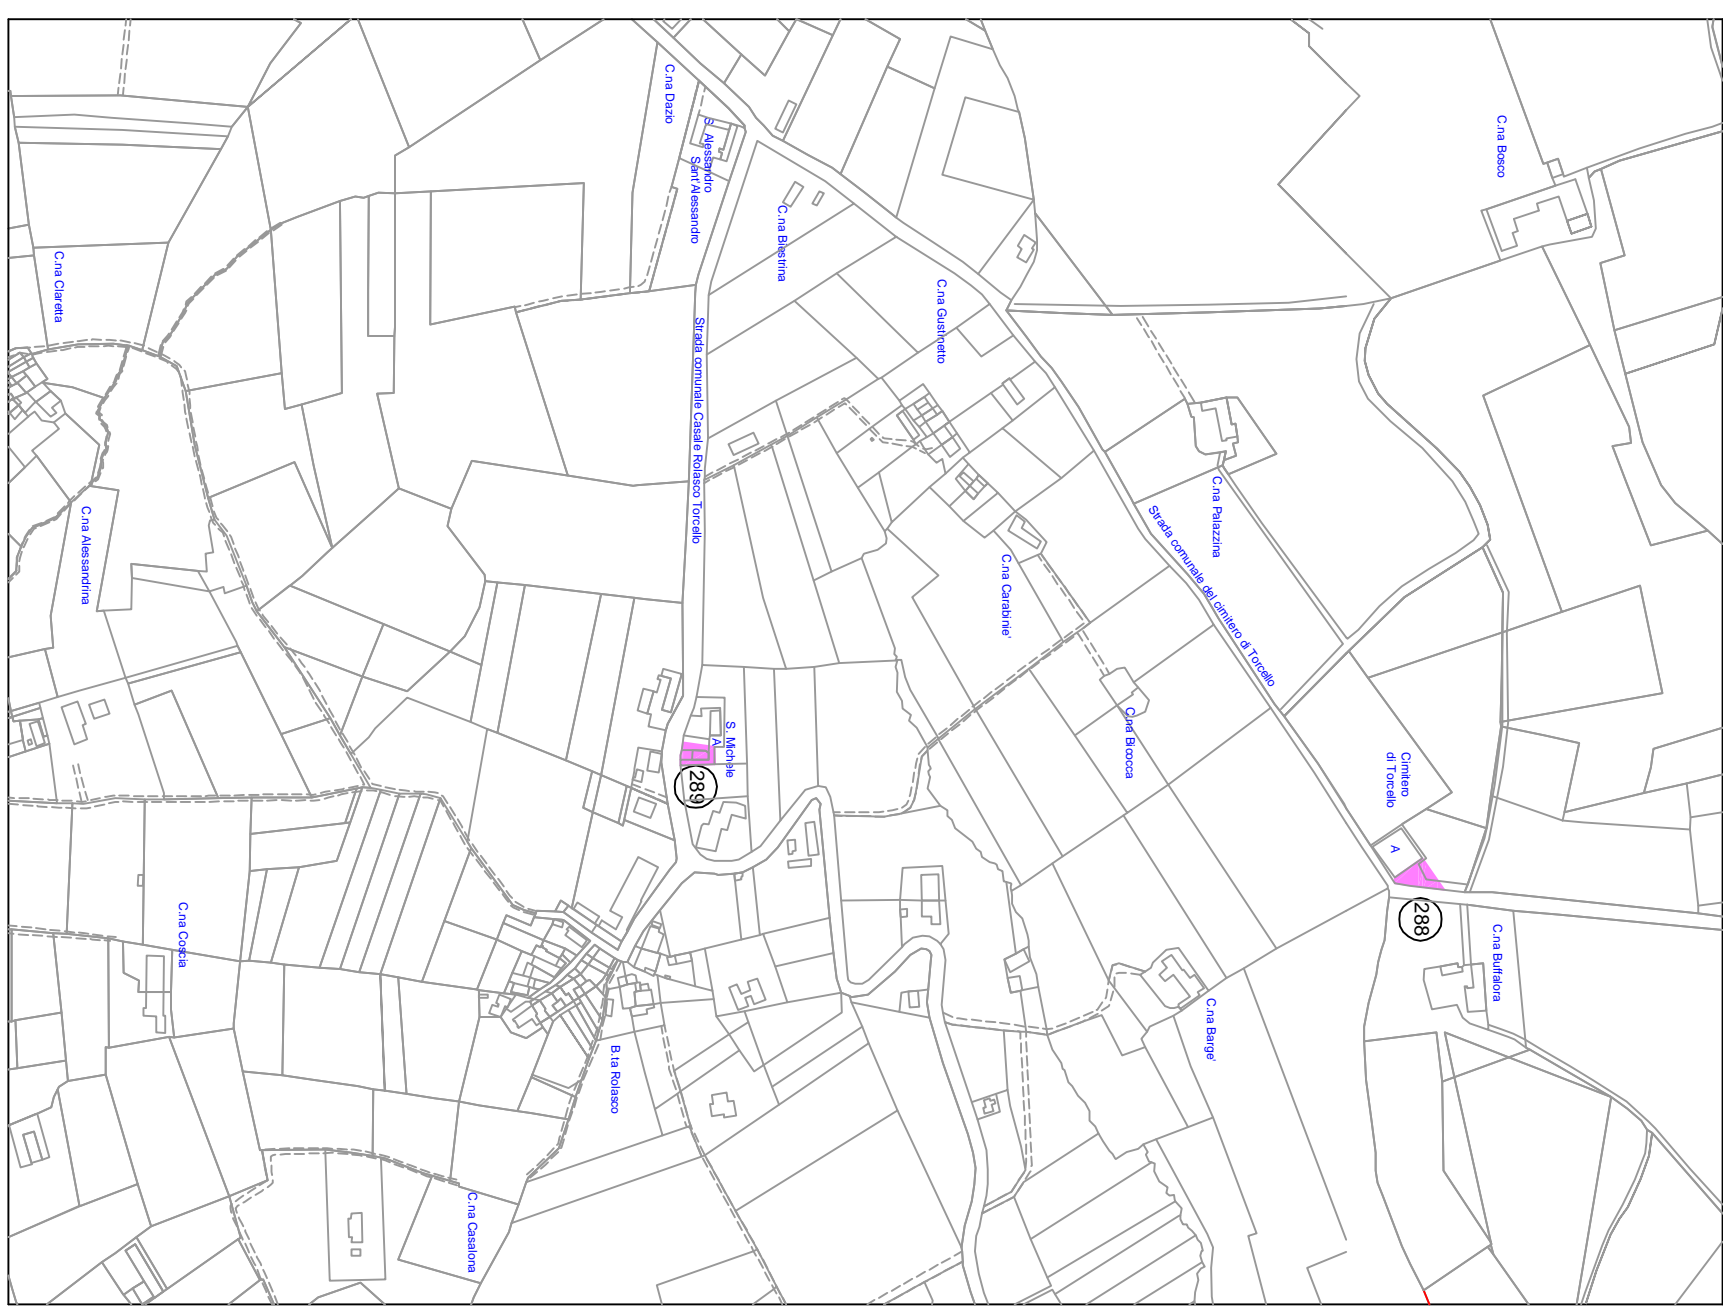 C.na Bosco
C.na Dazio
S. Alessandro
Sant'Alessandro
C.na Biestrina
C.na Gustinetto
C.na Claretta
Strada comunale Casale Rolasco Torcello
C.na Palazzina
Strada comunale del cimitero di Torcello
C.na Alessandrina
C.na Carabinie'
S. Michele
A
289
C.na Bicocca
Cimitero
di Torcello
A
288
C.na Buffalora
C.na Coscia
C.na Barge'
B.ta Rolasco
C.na Casalona